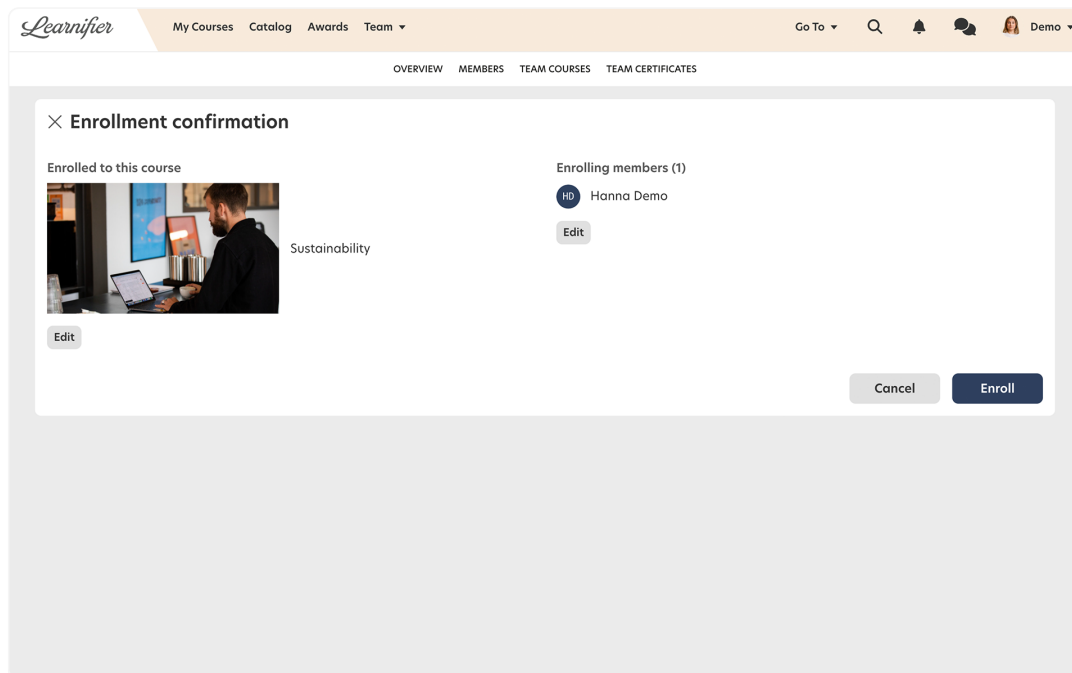 Learnifier
My Courses Catalog Awards Team
Go To
Demo
OVERVIEW MEMBERS TEAM COURSES TEAM CERTIFICATES
Enrollment confirmation
Enrolled to this course
Sustainability
Edit
Enrolling members (1)
HD Hanna Demo
Edit
Cancel Enroll